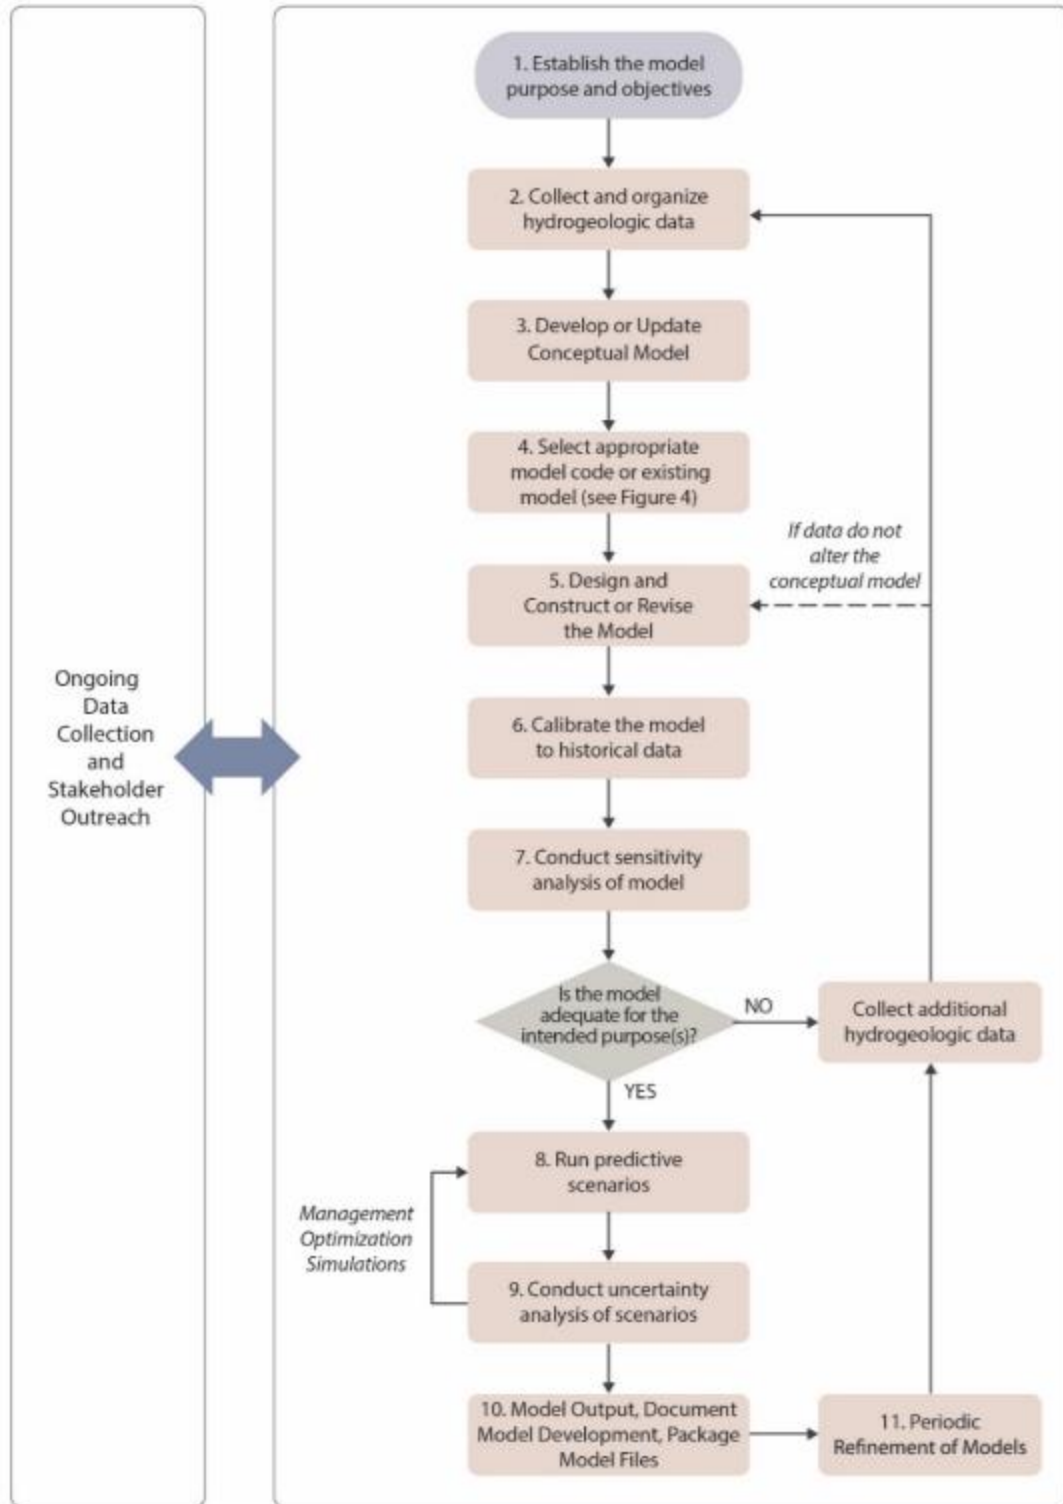 1. Establish the model
purpose and objectives
2. Collect and organize
hydrogeologic data
3. Develop or Update
Conceptual Model
4. Select appropriate
model code or existing
model (see Figure 4)
If data do not
alter the
conceptual model
5. Design and
Construct or Revise
the Model
Ongoing
Data
Collection
and
Stakeholder
Outreach
6. Calibrate the model
to historical data
7. Conduct sensitivity
analysis of model
Is the model
adequate for the
intended purpose(s)?
NO
Collect additional
hydrogeologic data
YES
8. Run predictive
scenarios
Management
Optimization
Simulations
9. Conduct uncertainty
analysis of scenarios
10. Model Output, Document
Model Development, Package
Model Files
11. Periodic
Refinement of Models